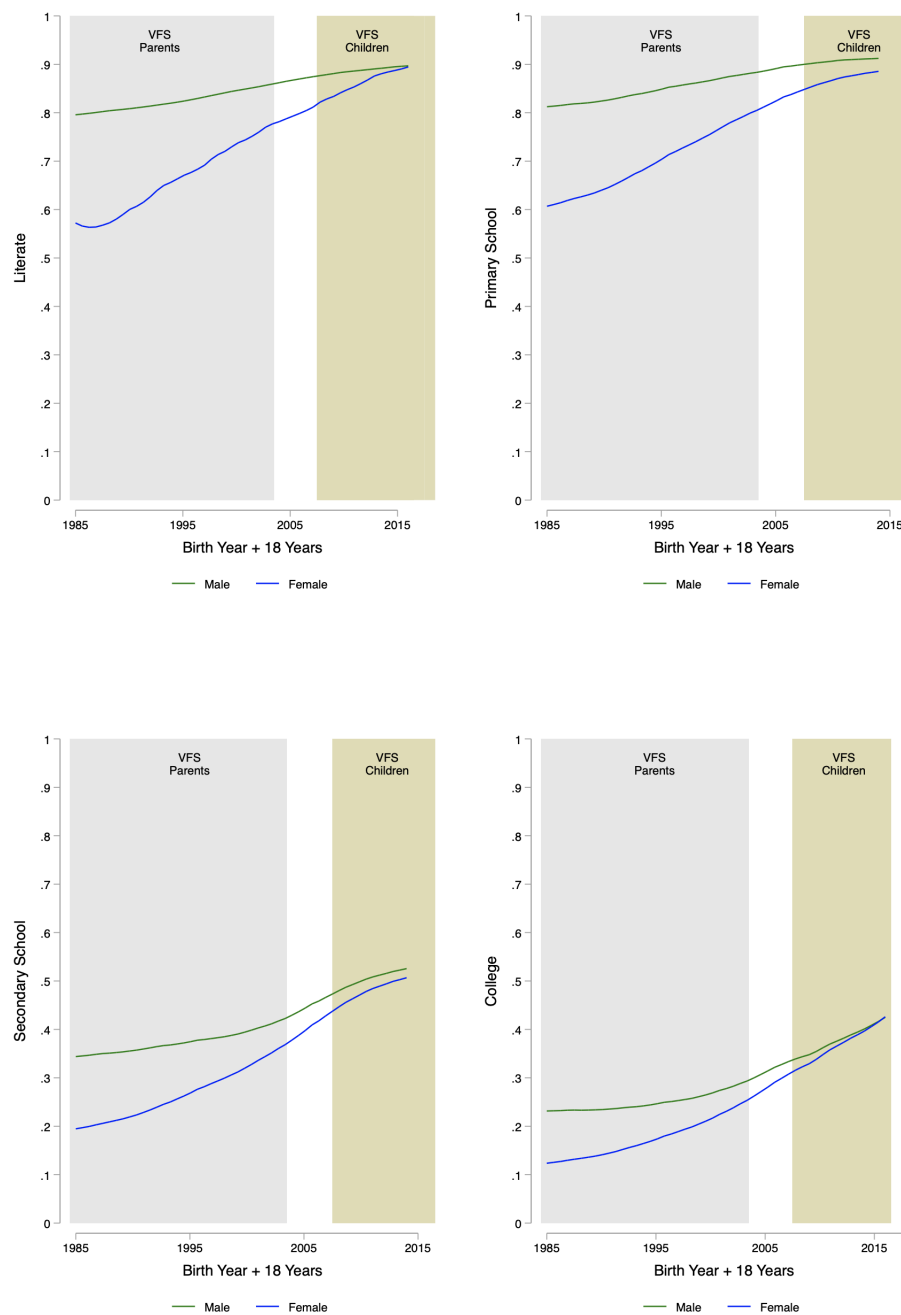 VFS
Parents
VFS
Children
1
.9
.8
.7
.6
.5
.4
.3
.2
.1
0
Literate
1985
1995
2005
2015
Birth Year + 18 Years
Male
Female
VFS
Parents
VFS
Children
1
.9
.8
.7
.6
.5
.4
.3
.2
.1
0
Primary School
1985
1995
2005
2015
Birth Year + 18 Years
Male
Female
VFS
Parents
VFS
Children
1
.9
.8
.7
.6
.5
.4
.3
.2
.1
0
Secondary School
1985
1995
2005
2015
Birth Year + 18 Years
Male
Female
VFS
Parents
VFS
Children
1
.9
.8
.7
.6
.5
.4
.3
.2
.1
0
College
1985
1995
2005
2015
Birth Year + 18 Years
Male
Female